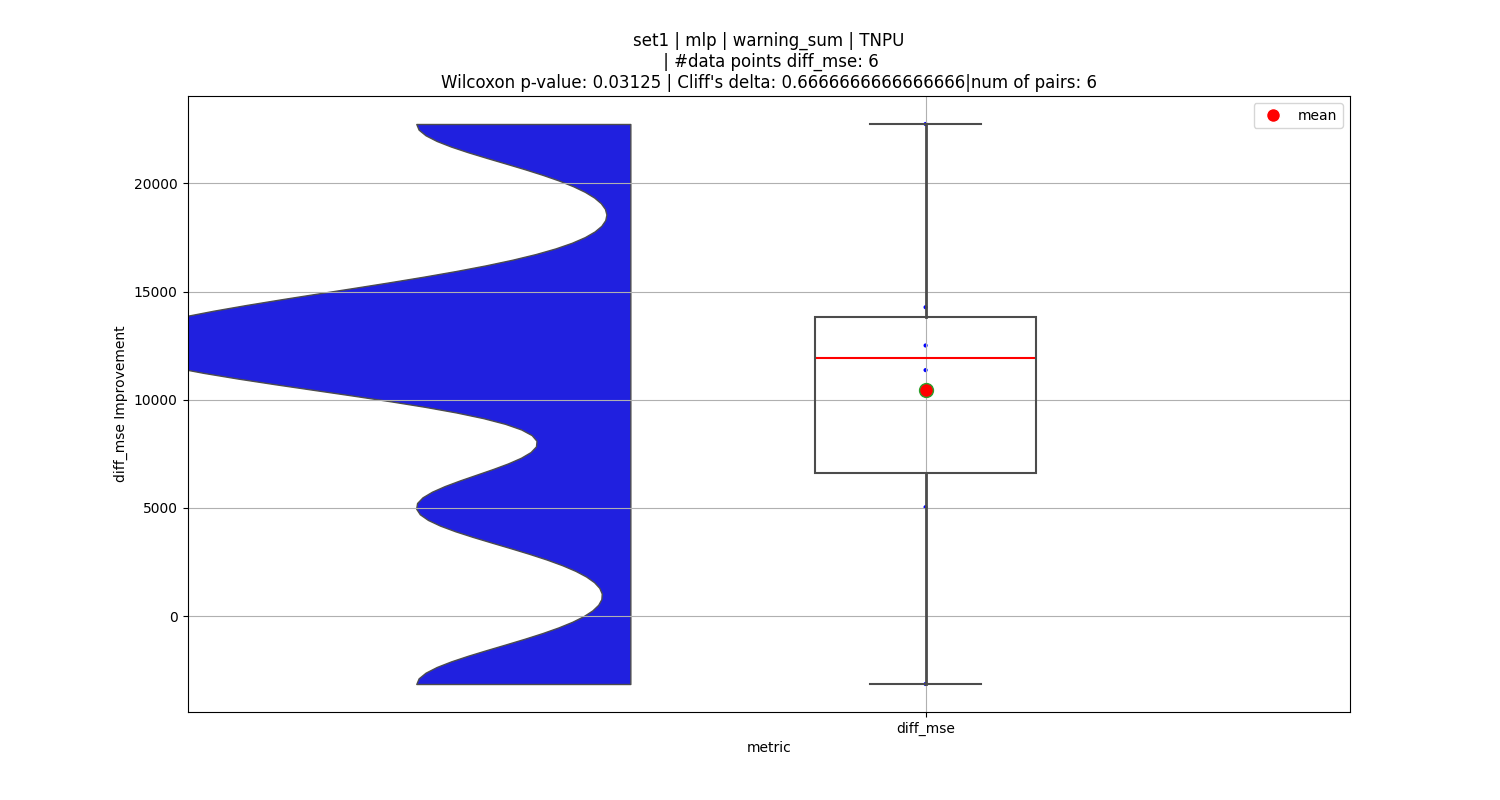 set1 | mlp | warning_sum | TNPU
| #data points diff_mse: 6
Wilcoxon p-value: 0.03125 | Cliff's delta: 0.6666666666666666|num of pairs: 6
mean
20000
15000
10000
5000
0
diff_mse Improvement
diff_mse
metric